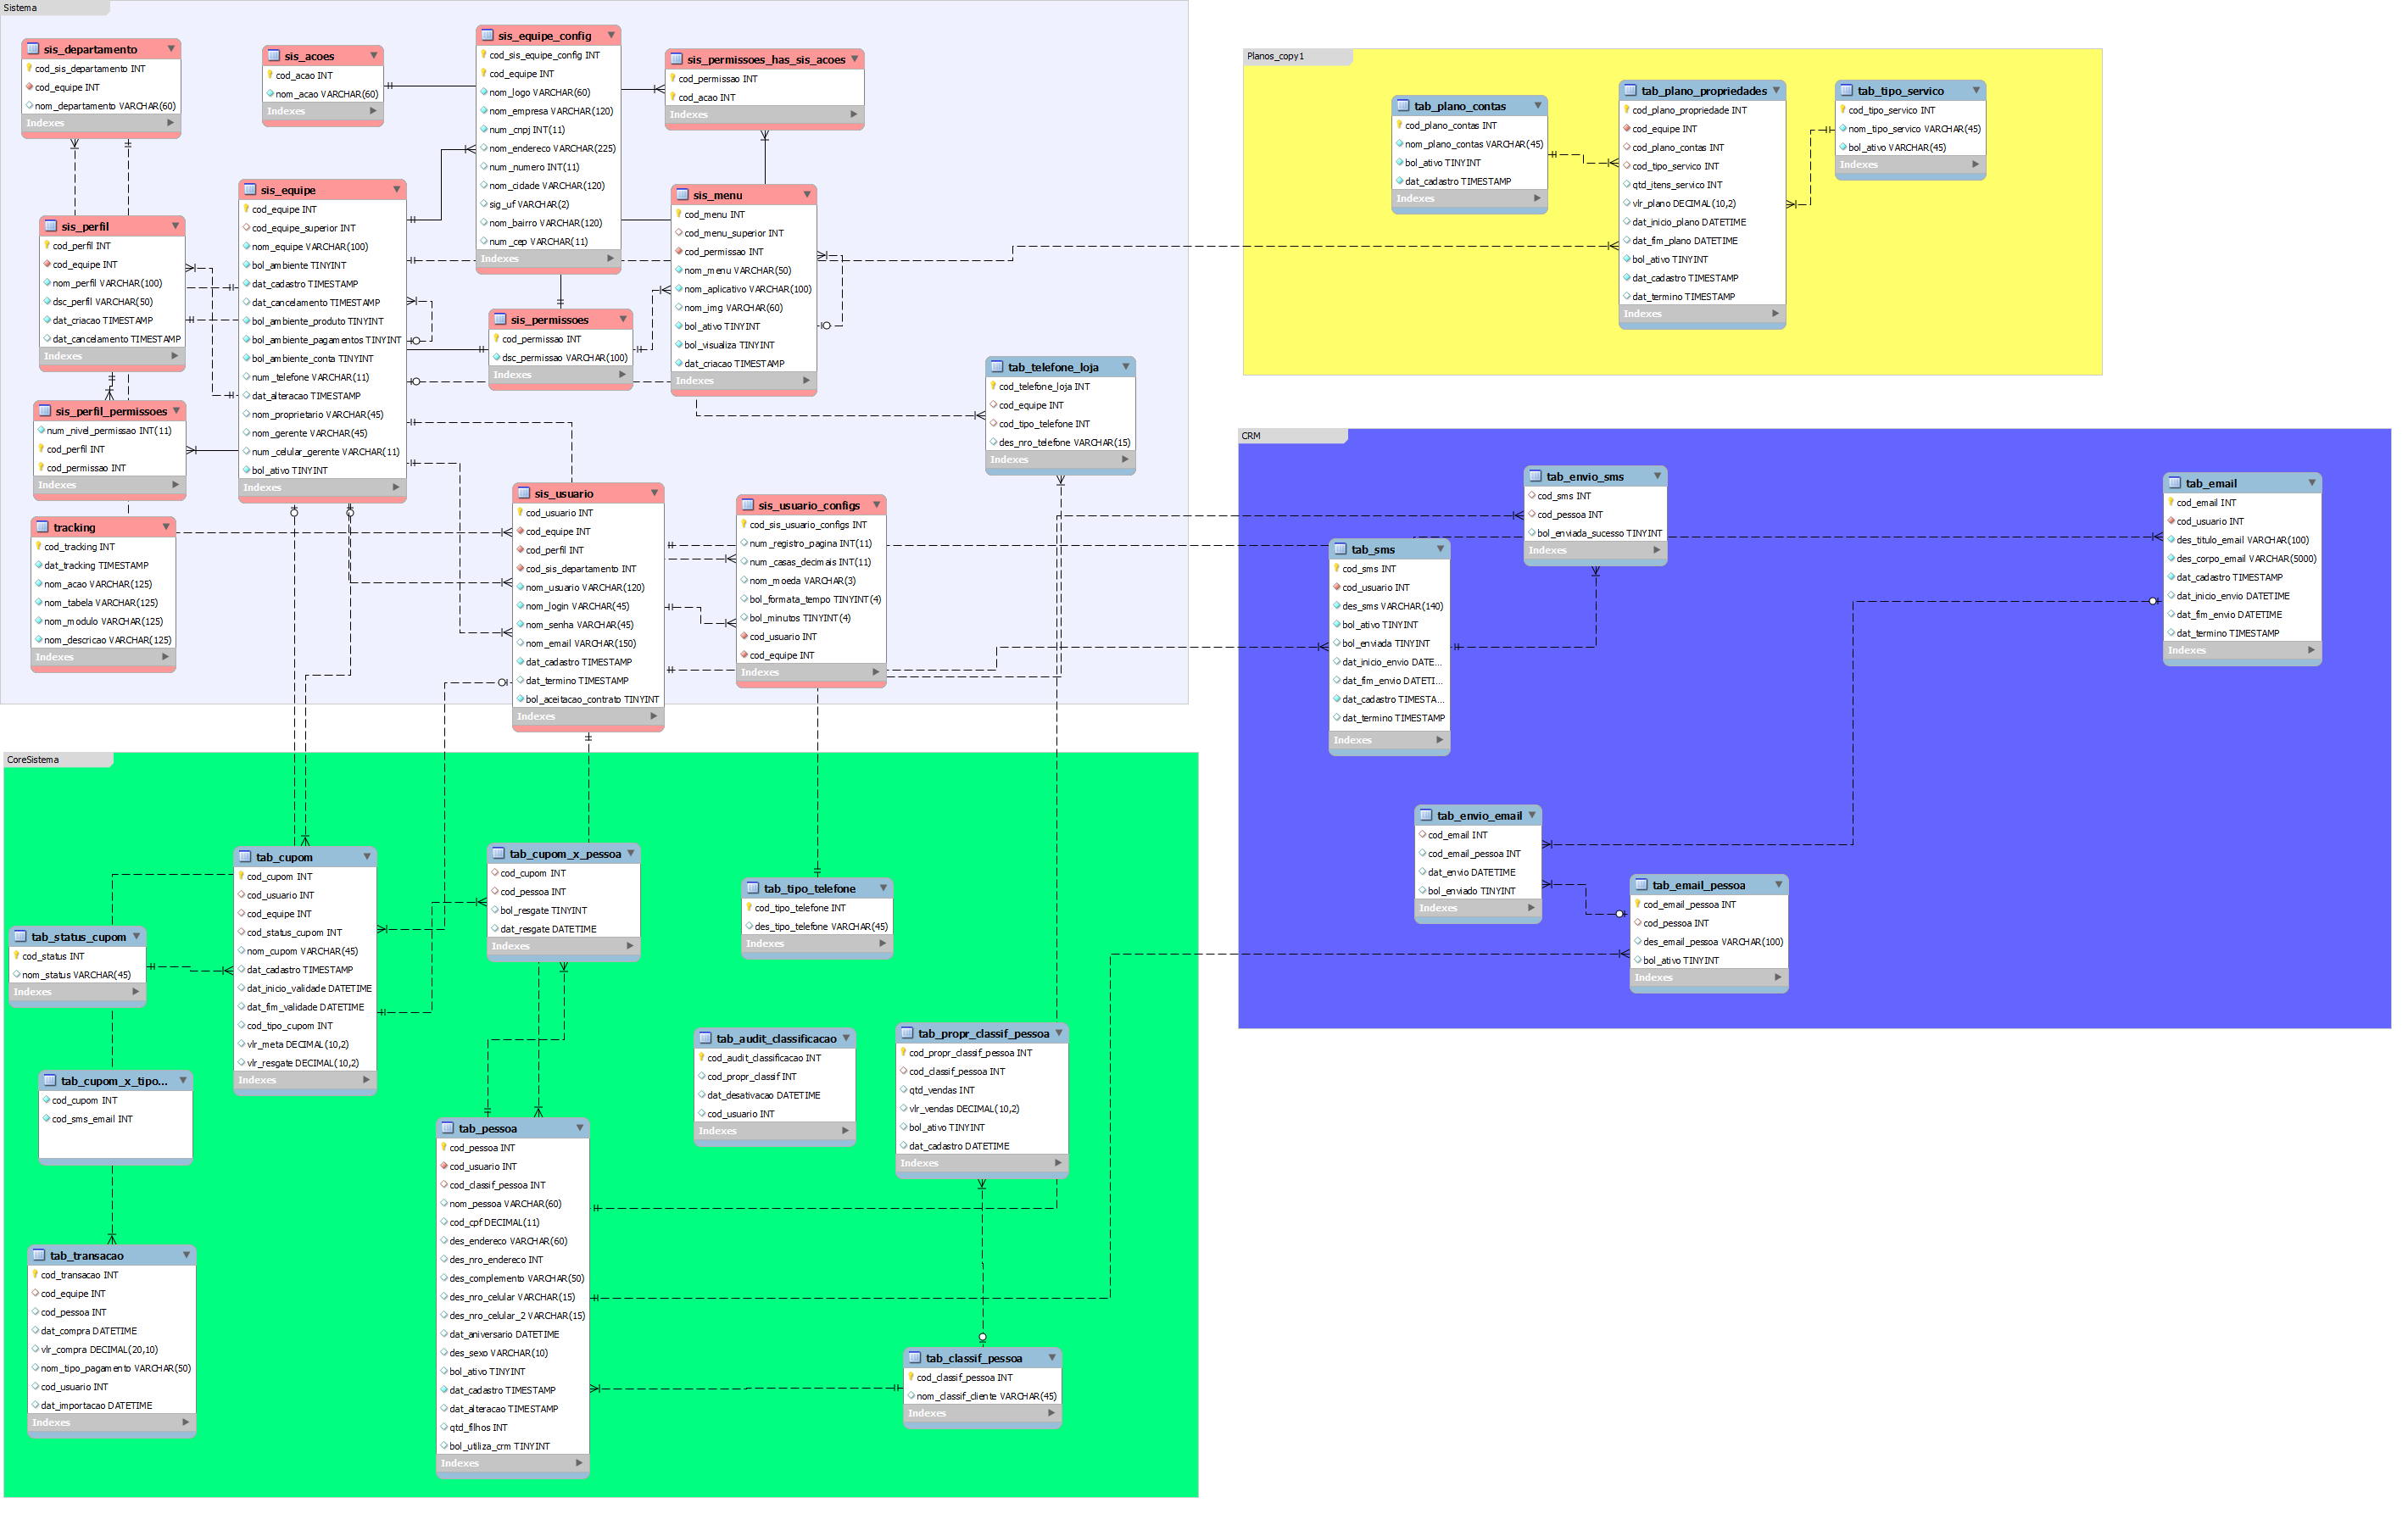 Sistema
sis_departamento
cod_sis_departamento INT
cod_equipe INT
nom_departamento VARCHAR(60)
Indexes
sis_acoes
cod_acao INT
nom_acao VARCHAR(60)
Indexes
sis_equipe_config
cod_sis_equipe_config INT
cod_equipe INT
nom_logo VARCHAR(60)
nom_empresa VARCHAR(120)
num_cnpj INT(11)
nom_endereco VARCHAR(225)
num_numero INT(11)
nom_cidade VARCHAR(120)
sig_uf VARCHAR(2)
nom_bairro VARCHAR(120)
num_cep VARCHAR(11)
Indexes
sis_permissoes_has_sis_acoes
cod_permissao INT
cod_acao INT
Indexes
sis_equipe
cod_equipe INT
cod_equipe_superior INT
nom_equipe VARCHAR(100)
bol_ambiente TINYINT
dat_cadastro TIMESTAMP
dat_cancelamento TIMESTAMP
bol_ambiente_produto TINYINT
bol_ambiente_pagamentos TINYINT
bol_ambiente_conta TINYINT
num_telefone VARCHAR(11)
dat_alteracao TIMESTAMP
nom_proprietario VARCHAR(45)
nom_gerente VARCHAR(45)
num_celular_gerente VARCHAR(11)
bol_ativo TINYINT
Indexes
sis_menu
cod_menu INT
cod_menu_superior INT
cod_permissao INT
nom_menu VARCHAR(50)
nom_aplicativo VARCHAR(100)
nom_img VARCHAR(60)
bol_ativo TINYINT
bol_visualiza TINYINT
dat_criacao TIMESTAMP
Indexes
sis_perfil
cod_perfil INT
cod_equipe INT
nom_perfil VARCHAR(100)
dsc_perfil VARCHAR(50)
dat_criacao TIMESTAMP
dat_cancelamento TIMESTAMP
Indexes
sis_permissoes
cod_permissao INT
dsc_permissao VARCHAR(100)
Indexes
tab_telefone_loja
cod_telefone_loja INT
cod_equipe INT
cod_tipo_telefone INT
des_nro_telefone VARCHAR(15)
Indexes
sis_perfil_permissoes
num_nivel_permissao INT(11)
cod_perfil INT
cod_permissao INT
Indexes
sis_usuario
cod_usuario INT
cod_equipe INT
cod_perfil INT
cod_sis_departamento INT
nom_usuario VARCHAR(120)
nom_login VARCHAR(45)
nom_senha VARCHAR(45)
nom_email VARCHAR(150)
dat_cadastro TIMESTAMP
dat_termino TIMESTAMP
bol_aceitacao_contrato TINYINT
Indexes
sis_usuario_configs
cod_sis_usuario_configs INT
num_registro_pagina INT(11)
num_casas_decimais INT(11)
nom_moeda VARCHAR(3)
bol_formata_tempo TINYINT(4)
bol_minutos TINYINT(4)
cod_usuario INT
cod_equipe INT
Indexes
tracking
cod_tracking INT
dat_tracking TIMESTAMP
nom_acao VARCHAR(125)
nom_tabela VARCHAR(125)
nom_modulo VARCHAR(125)
nom_descricao VARCHAR(125)
Indexes
Planos_copy1
tab_plano_contas
cod_plano_contas INT
nom_plano_contas VARCHAR(45)
bol_ativo TINYINT
dat_cadastro TIMESTAMP
Indexes
tab_plano_propriedades
cod_plano_propriedade INT
cod_equipe INT
cod_plano_contas INT
cod_tipo_servico INT
qtd_itens_servico INT
vlr_plano DECIMAL(10,2)
dat_inicio_plano DATETIME
dat_fim_plano DATETIME
bol_ativo TINYINT
dat_cadastro TIMESTAMP
dat_termino TIMESTAMP
Indexes
tab_tipo_servico
cod_tipo_servico INT
nom_tipo_servico VARCHAR(45)
bol_ativo VARCHAR(45)
Indexes
CRM
tab_envio_sms
cod_sms INT
cod_pessoa INT
bol_enviada_sucesso TINYINT
Indexes
tab_email
cod_email INT
cod_usuario INT
des_titulo_email VARCHAR(100)
des_corpo_email VARCHAR(5000)
dat_cadastro TIMESTAMP
dat_inicio_envio DATETIME
dat_fim_envio DATETIME
dat_termino TIMESTAMP
Indexes
tab_sms
cod_sms INT
cod_usuario INT
des_sms VARCHAR(140)
bol_ativo TINYINT
bol_enviada TINYINT
dat_inicio_envio DATE...
dat_fim_envio DATETI...
dat_cadastro TIMESTA...
dat_termino TIMESTAMP
Indexes
tab_envio_email
cod_email INT
cod_email_pessoa INT
dat_envio DATETIME
bol_enviado TINYINT
Indexes
tab_email_pessoa
cod_email_pessoa INT
cod_pessoa INT
des_email_pessoa VARCHAR(100)
bol_ativo TINYINT
Indexes
CoreSistema
tab_cupom
cod_cupom INT
cod_usuario INT
cod_equipe INT
cod_status_cupom INT
nom_cupom VARCHAR(45)
dat_cadastro TIMESTAMP
dat_inicio_validade DATETIME
dat_fim_validade DATETIME
cod_tipo_cupom INT
vlr_meta DECIMAL(10,2)
vlr_resgate DECIMAL(10,2)
Indexes
tab_cupom_x_pessoa
cod_cupom INT
cod_pessoa INT
bol_resgate TINYINT
dat_resgate DATETIME
Indexes
tab_tipo_telefone
cod_tipo_telefone INT
des_tipo_telefone VARCHAR(45)
Indexes
tab_status_cupom
cod_status INT
nom_status VARCHAR(45)
Indexes
tab_audit_classificacao
cod_audit_classificacao INT
cod_propr_classif INT
dat_desativacao DATETIME
cod_usuario INT
Indexes
tab_propr_classif_pessoa
cod_propr_classif_pessoa INT
cod_classif_pessoa INT
qtd_vendas INT
vlr_vendas DECIMAL(10,2)
bol_ativo TINYINT
dat_cadastro DATETIME
Indexes
tab_cupom_x_tipo...
cod_cupom INT
cod_sms_email INT
tab_pessoa
cod_pessoa INT
cod_usuario INT
cod_classif_pessoa INT
nom_pessoa VARCHAR(60)
cod_cpf DECIMAL(11)
des_endereco VARCHAR(60)
des_nro_endereco INT
des_complemento VARCHAR(50)
des_nro_celular VARCHAR(15)
des_nro_celular_2 VARCHAR(15)
dat_aniversario DATETIME
des_sexo VARCHAR(10)
bol_ativo TINYINT
dat_cadastro TIMESTAMP
dat_alteracao TIMESTAMP
qtd_filhos INT
bol_utiliza_crm TINYINT
Indexes
tab_transacao
cod_transacao INT
cod_equipe INT
cod_pessoa INT
dat_compra DATETIME
vlr_compra DECIMAL(20,10)
nom_tipo_pagamento VARCHAR(50)
cod_usuario INT
dat_importacao DATETIME
Indexes
tab_classif_pessoa
cod_classif_pessoa INT
nom_classif_cliente VARCHAR(45)
Indexes